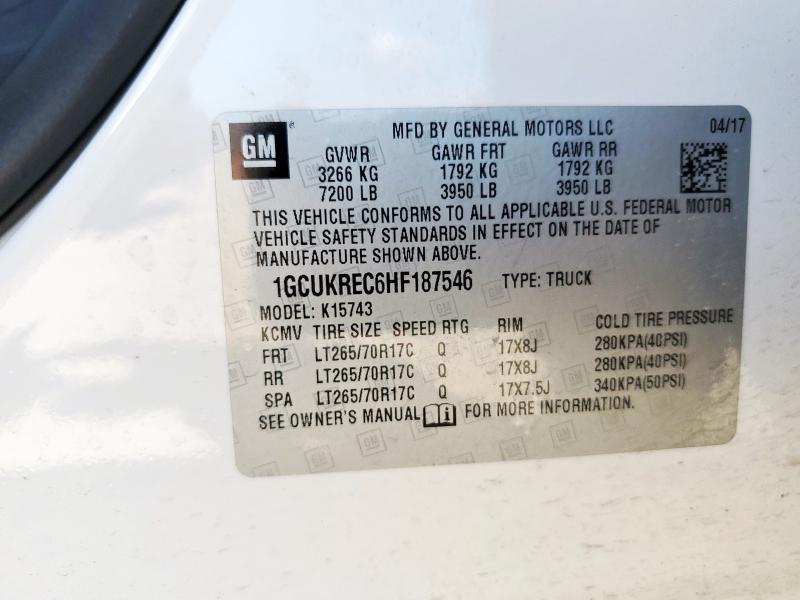 GM
MFD BY GENERAL MOTORS LLC 04/17
GVWR GAWR FRT GAWR RR
3266 KG 1792 KG 1792 KG
7200 LB 3950 LB 3950 LB
THIS VEHICLE CONFORMS TO ALL APPLICABLE U.S. FEDERAL MOTOR
VEHICLE SAFETY STANDARDS IN EFFECT ON THE DATE OF
MANUFACTURE SHOWN ABOVE.
1GCUKREC6HF187546 TYPE: TRUCK
MODEL: K15743
KCMV TIRE SIZE SPEED RTG RIM COLD TIRE PRESSURE
FRT LT265/70R17C Q 17X8J 280KPA(40PSI)
RR LT265/70R17C Q 17X8J 280KPA(40PSI)
SPA LT265/70R17C Q 17X7.5J 340KPA(50PSI)
SEE OWNER'S MANUAL FOR MORE INFORMATION.